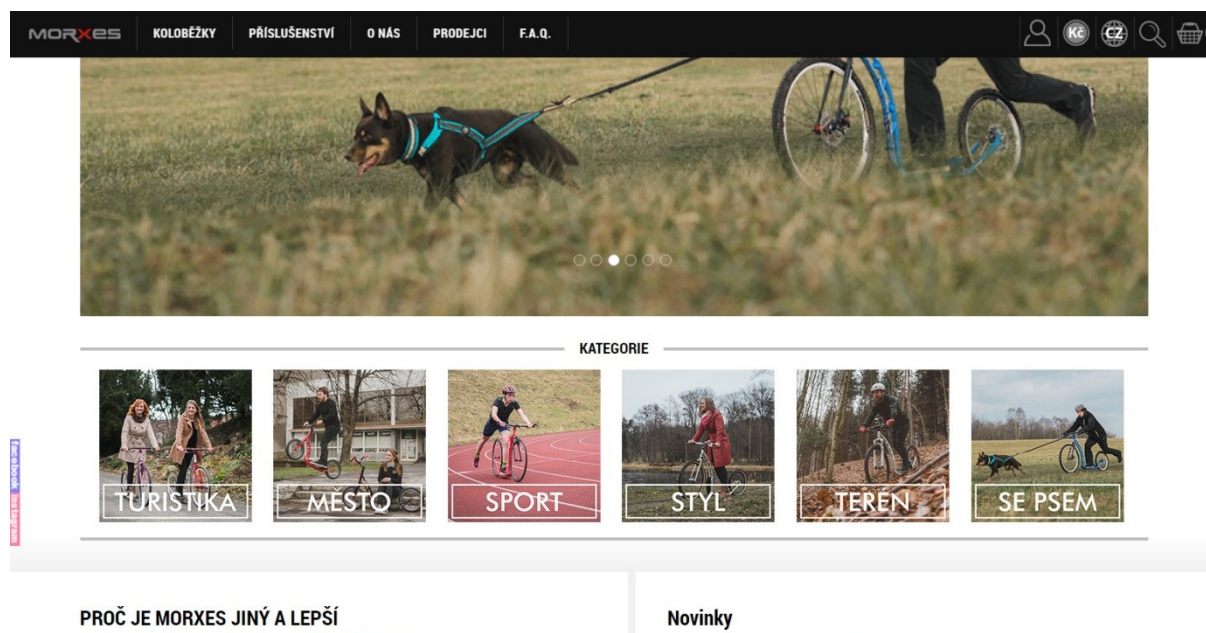 MORXES KOLOBĚŽKY PŘÍSLUŠENSTVÍ O NÁS PRODEJCI F.A.Q. Kč CZ
KATEGORIE
TURISTIKA MĚSTO SPORT STYL TERÉN SE PSEM
facebook
instagram
PROČ JE MORXES JINÝ A LEPŠÍ
Novinky